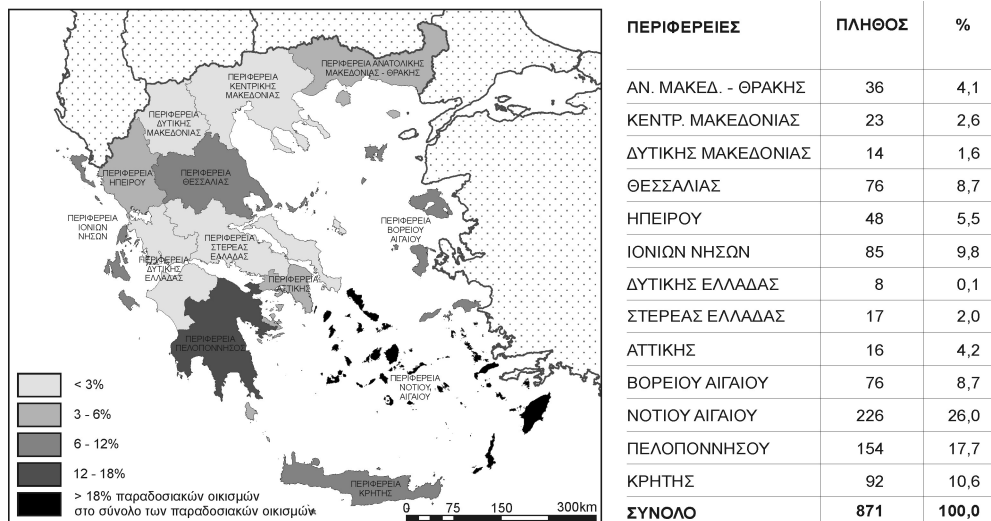 ΠΕΡΙΦΕΡΕΙΑ ΑΝΑΤΟΛΙΚΗΣ
ΜΑΚΕΔΟΝΙΑΣ - ΘΡΑΚΗΣ
ΠΕΡΙΦΕΡΕΙΑ
ΚΕΝΤΡΙΚΗΣ
ΜΑΚΕΔΟΝΙΑΣ
ΠΕΡΙΦΕΡΕΙΑ
ΔΥΤΙΚΗΣ
ΜΑΚΕΔΟΝΙΑΣ
ΠΕΡΙΦΕΡΕΙΑ
ΗΠΕΙΡΟΥ
ΠΕΡΙΦΕΡΕΙΑ
ΘΕΣΣΑΛΙΑΣ
ΠΕΡΙΦΕΡΕΙΑ
ΙΟΝΙΩΝ
ΝΗΣΩΝ
ΠΕΡΙΦΕΡΕΙΑ
ΒΟΡΕΙΟΥ
ΑΙΓΑΙΟΥ
ΠΕΡΙΦΕΡΕΙΑ
ΣΤΕΡΕΑΣ
ΕΛΛΑΔΑΣ
ΠΕΡΙΦΕΡΕΙΑ
ΔΥΤΙΚΗΣ
ΕΛΛΑΔΑΣ
ΠΕΡΙΦΕΡΕΙΑ
ΑΤΤΙΚΗΣ
ΠΕΡΙΦΕΡΕΙΑ
ΠΕΛΟΠΟΝΝΗΣΟΣ
ΠΕΡΙΦΕΡΕΙΑ
ΝΟΤΙΟΥ
ΑΙΓΑΙΟΥ
ΠΕΡΙΦΕΡΕΙΑ
ΚΡΗΤΗΣ
< 3%
3 - 6%
6 - 12%
12 - 18%
> 18% παραδοσιακών οικισμών
στο σύνολο των παραδοσιακών οικισμών
0 75 150 300km
ΠΕΡΙΦΕΡΕΙΕΣ ΠΛΗΘΟΣ %
ΑΝ. ΜΑΚΕΔ. - ΘΡΑΚΗΣ 36 4,1
ΚΕΝΤΡ. ΜΑΚΕΔΟΝΙΑΣ 23 2,6
ΔΥΤΙΚΗΣ ΜΑΚΕΔΟΝΙΑΣ 14 1,6
ΘΕΣΣΑΛΙΑΣ 76 8,7
ΗΠΕΙΡΟΥ 48 5,5
ΙΟΝΙΩΝ ΝΗΣΩΝ 85 9,8
ΔΥΤΙΚΗΣ ΕΛΛΑΔΑΣ 8 0,1
ΣΤΕΡΕΑΣ ΕΛΛΑΔΑΣ 17 2,0
ΑΤΤΙΚΗΣ 16 4,2
ΒΟΡΕΙΟΥ ΑΙΓΑΙΟΥ 76 8,7
ΝΟΤΙΟΥ ΑΙΓΑΙΟΥ 226 26,0
ΠΕΛΟΠΟΝΝΗΣΟΥ 154 17,7
ΚΡΗΤΗΣ 92 10,6
ΣΥΝΟΛΟ 871 100,0